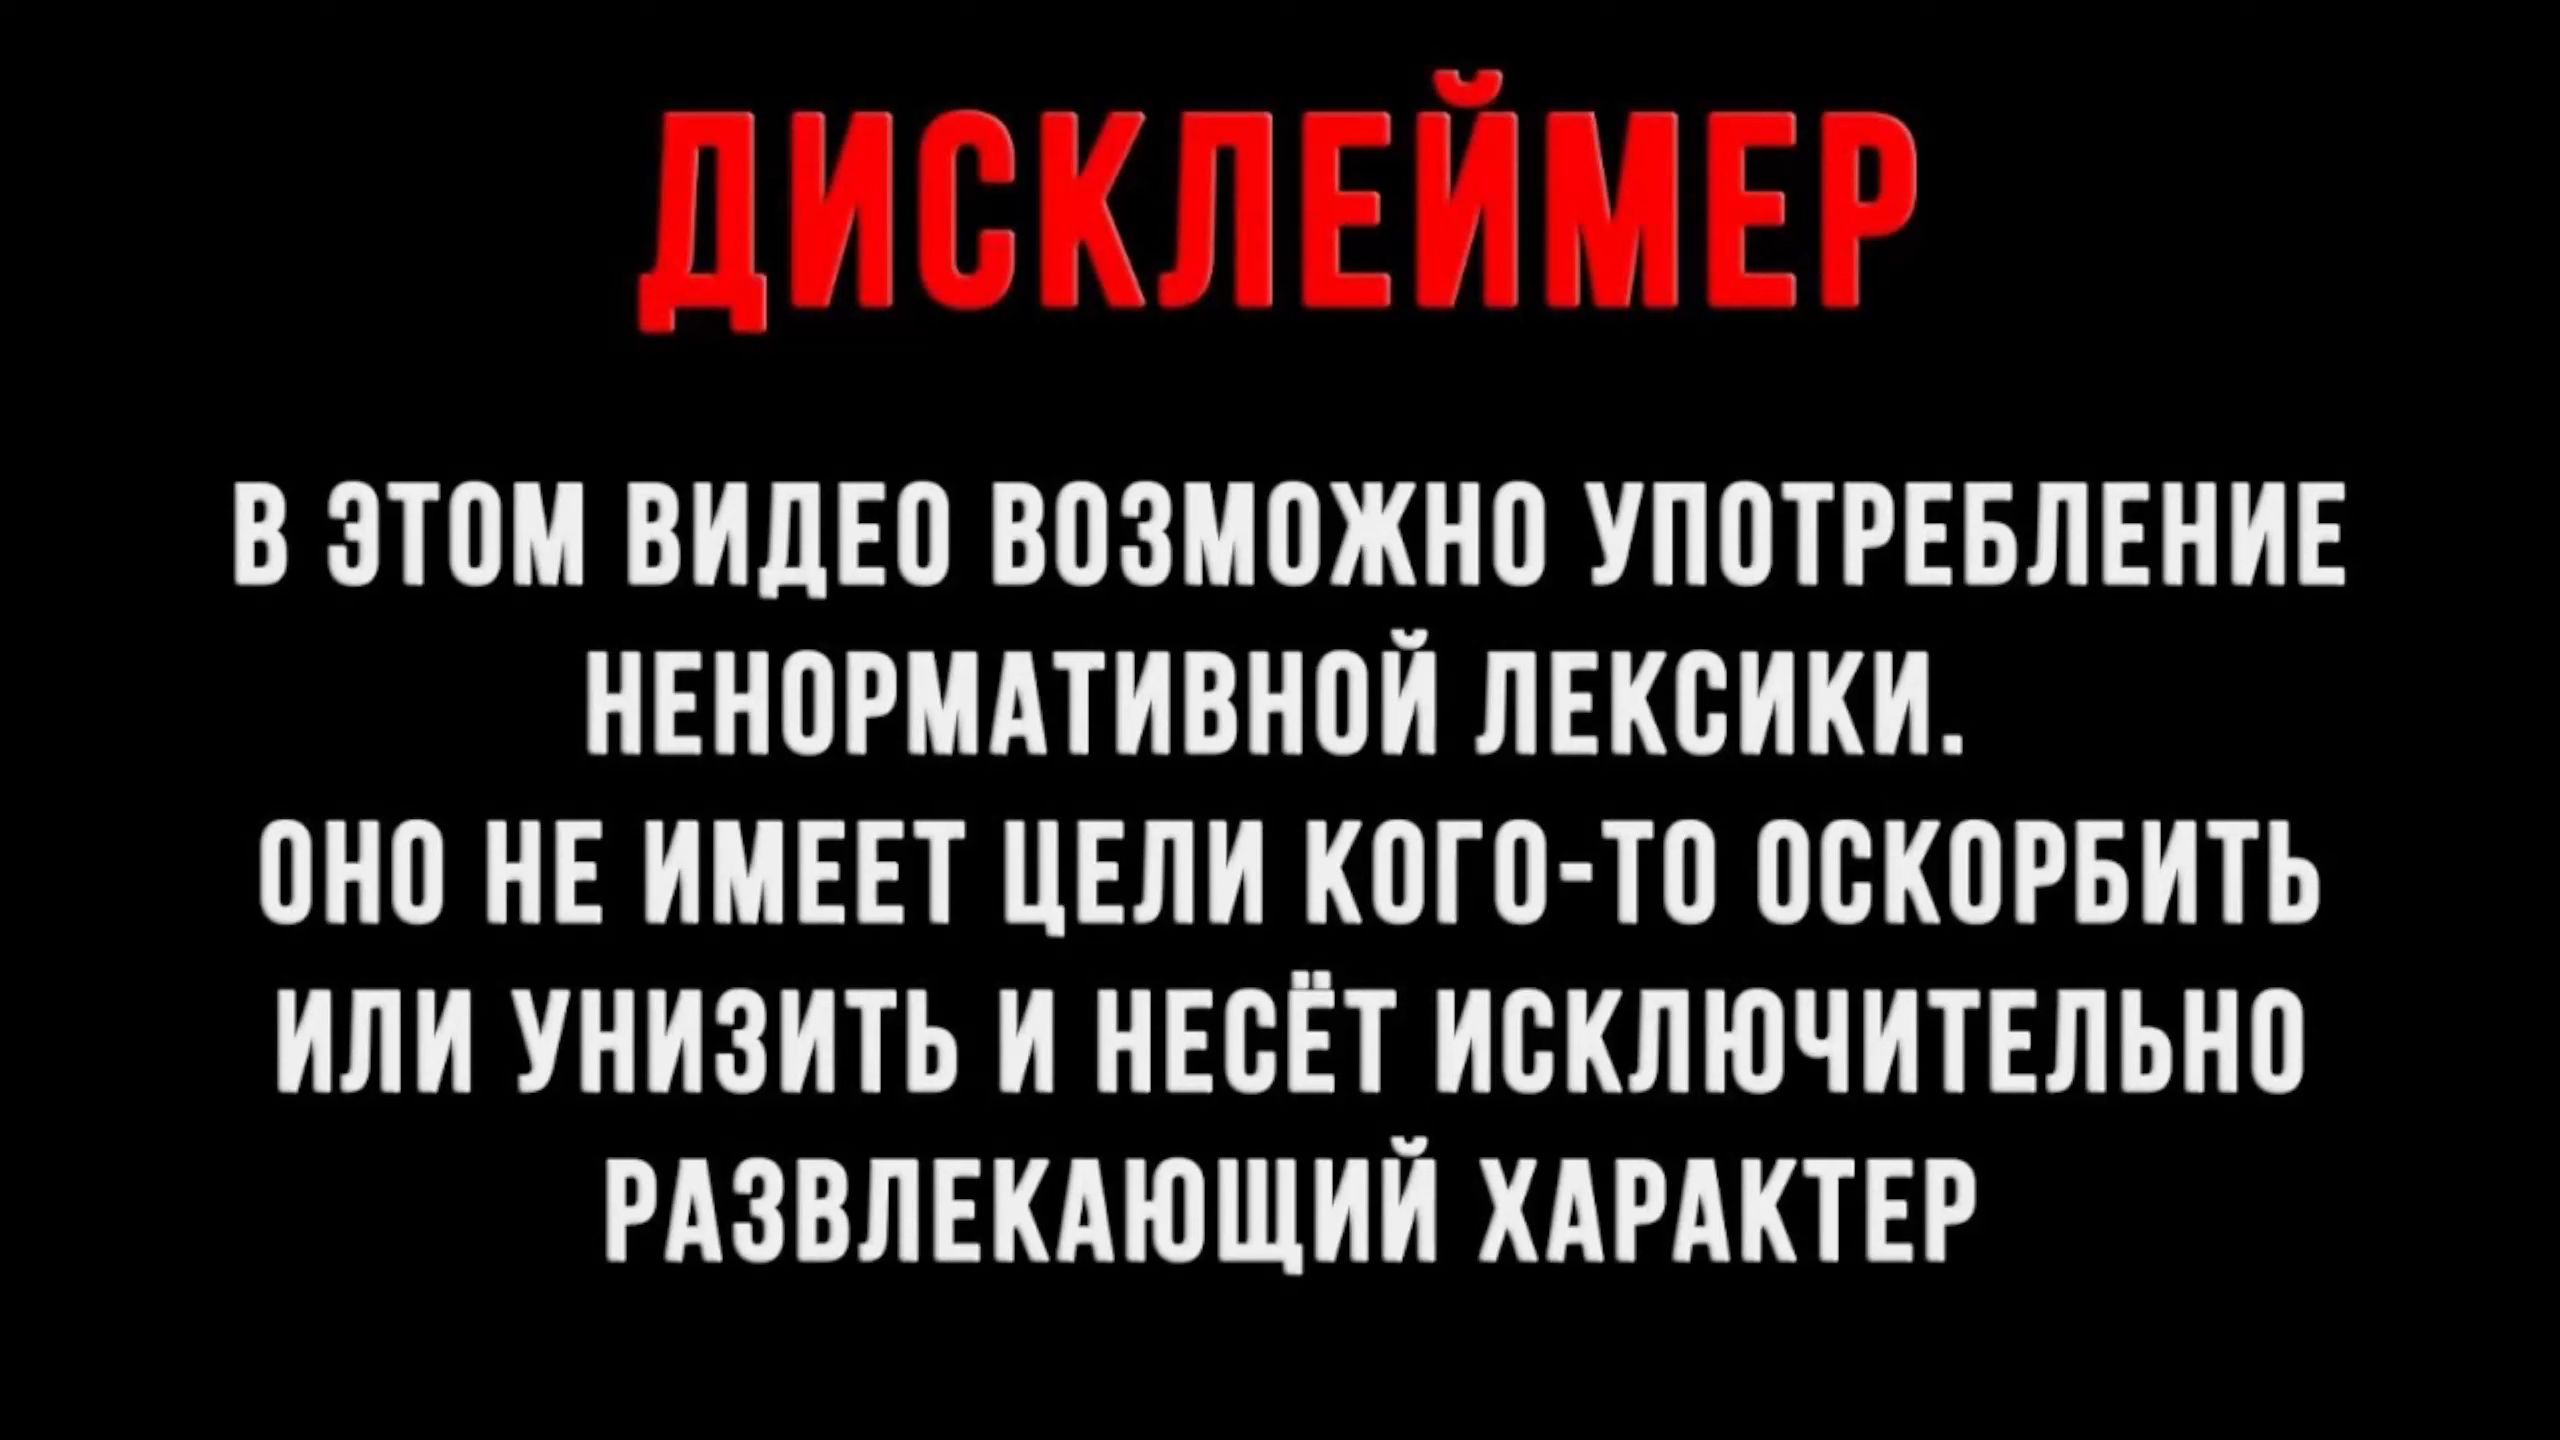 ДИСКЛЕЙМЕР
В ЭТОМ ВИДЕО ВОЗМОЖНО УПОТРЕБЛЕНИЕ
НЕНОРМАТИВНОЙ ЛЕКСИКИ.
ОНО НЕ ИМЕЕТ ЦЕЛИ КОГО-ТО ОСКОРБИТЬ
ИЛИ УНИЗИТЬ И НЕСЁТ ИСКЛЮЧИТЕЛЬНО
РАЗВЛЕКАЮЩИЙ ХАРАКТЕР